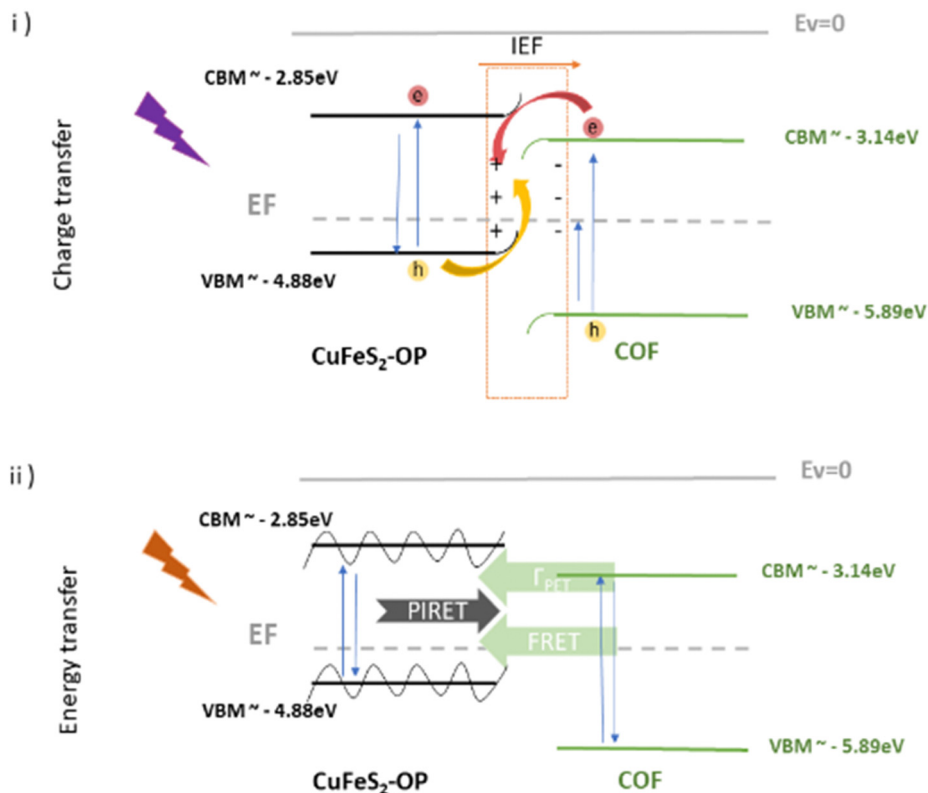 i )
Ev=0
IEF
CBM ~ - 2.85eV
e
e
CBM ~ - 3.14eV
Charge transfer
+ -
EF
+ -
+ -
VBM ~ - 4.88eV
h
VBM ~ - 5.89eV
h
CuFeS₂-OP
COF
ii )
Ev=0
CBM ~ - 2.85eV
CBM ~ - 3.14eV
Γ_PET
PIRET
Energy transfer
EF
FRET
VBM ~ - 4.88eV
VBM ~ - 5.89eV
CuFeS₂-OP
COF